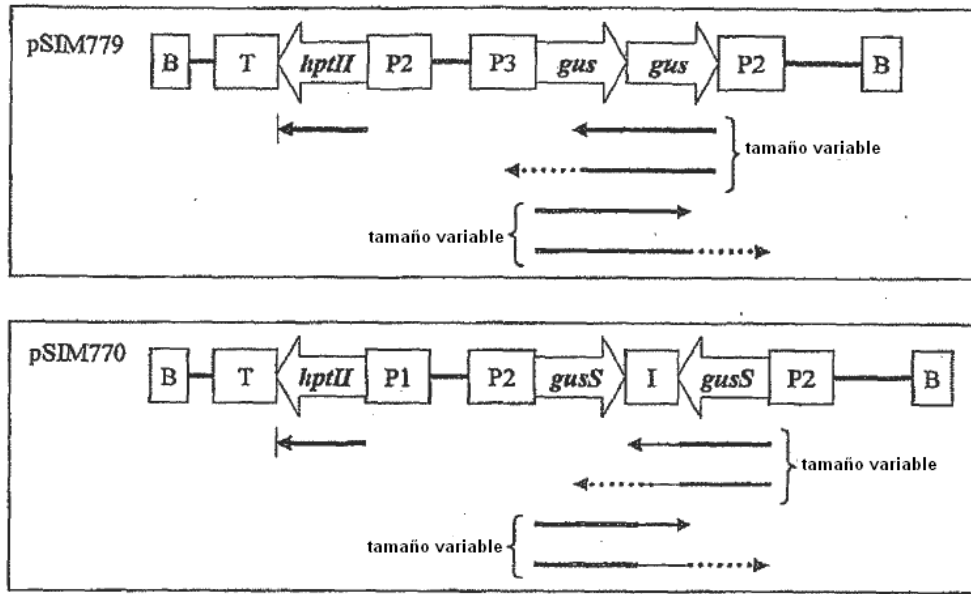 pSIM779
B T hptII P2 P3 gus gus P2 B
tamaño variable
tamaño variable
pSIM770
B T hptII P1 P2 gusS I gusS P2 B
tamaño variable
tamaño variable